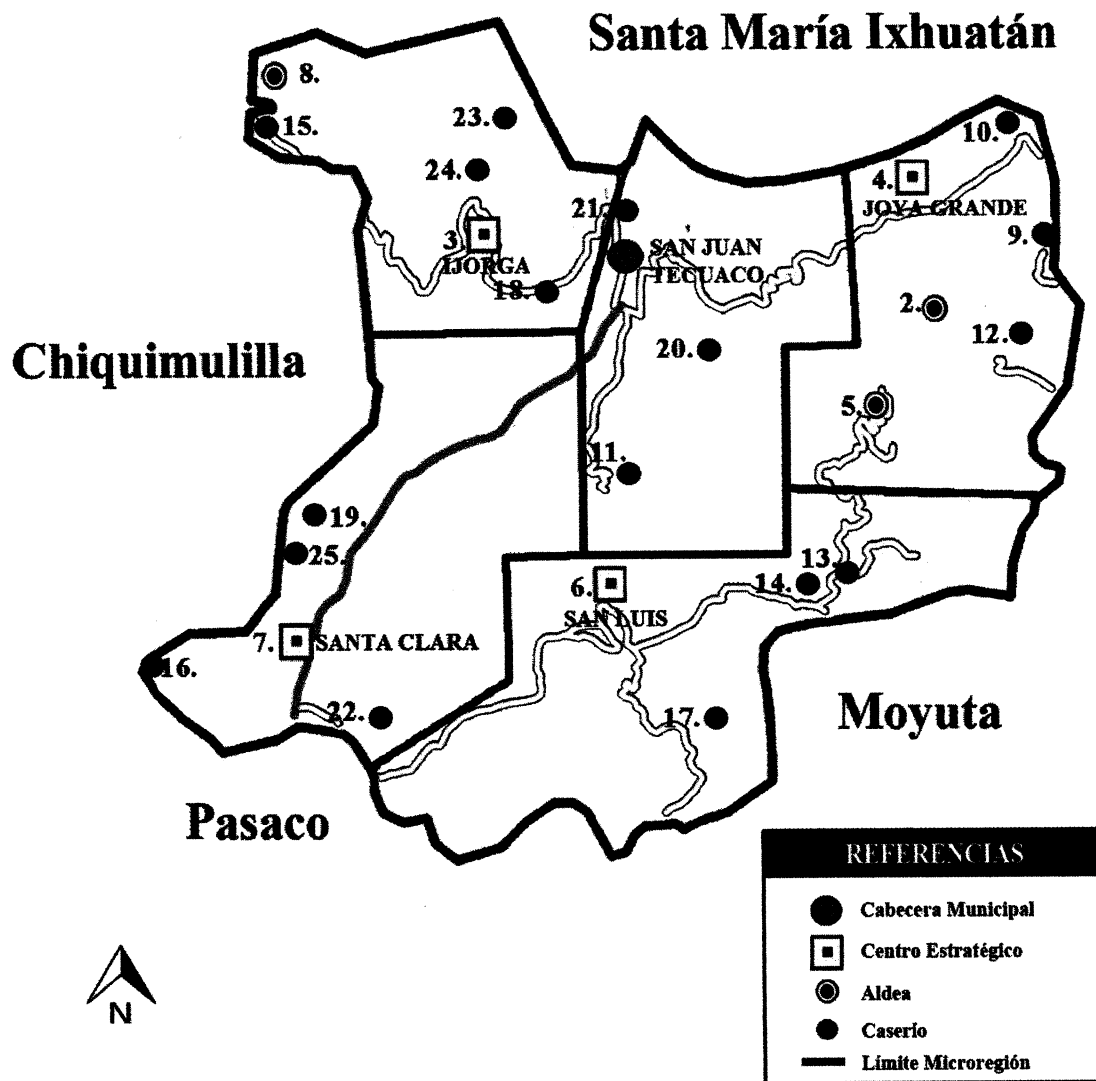 Santa María Ixhuatán
8.
15.
23.
24.
10.
4.
JOYA GRANDE
21.
3.
IJORGA
SAN JUAN
TECUACO
9.
18.
2.
12.
20.
Chiquimulilla
5.
11.
19.
25.
13.
14.
6.
SAN LUIS
7.
SANTA CLARA
16.
22.
17.
Moyuta
Pasaco
REFERENCIAS
Cabecera Municipal
Centro Estratégico
Aldea
Caserío
Límite Microregión
N